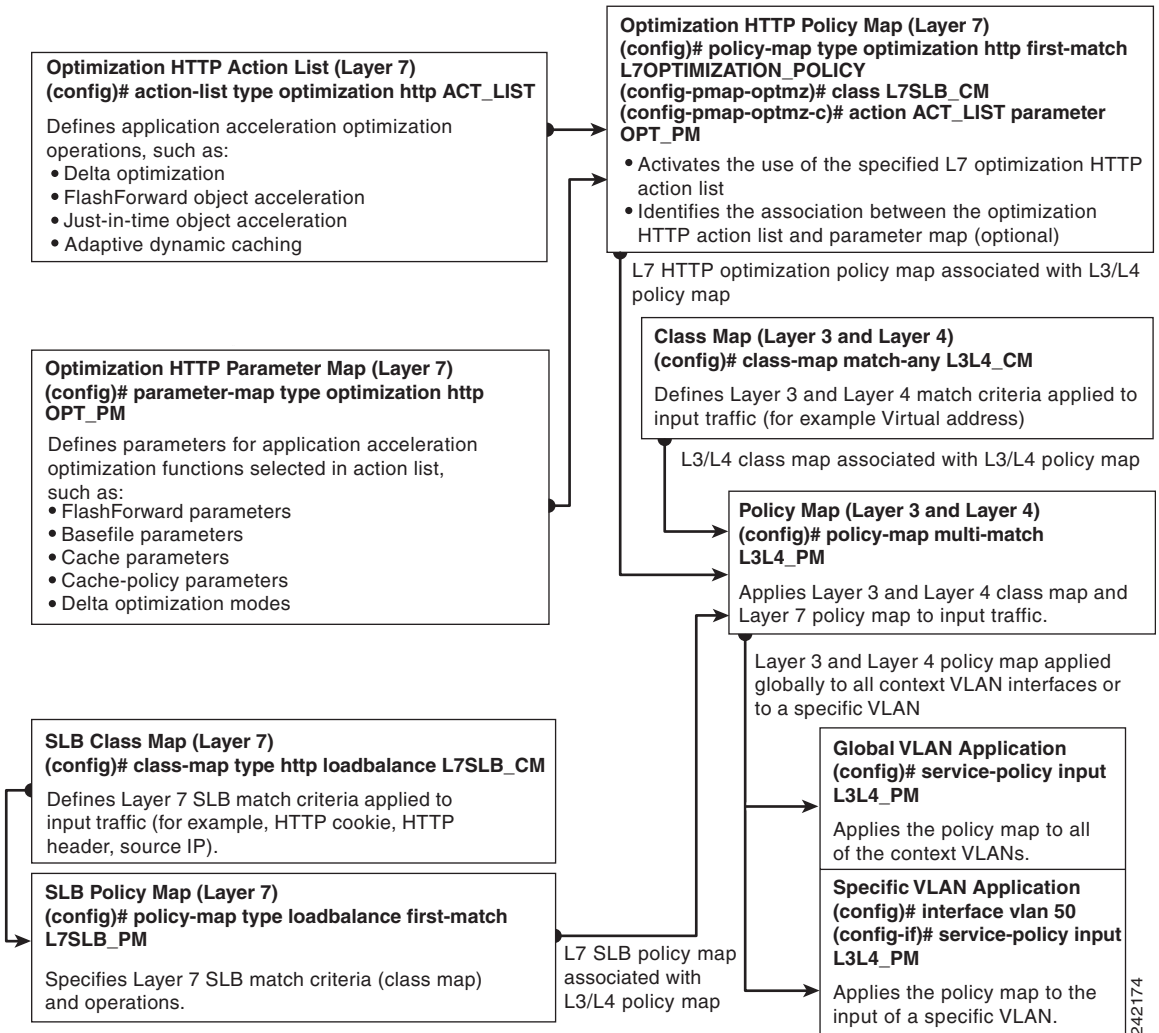 Optimization HTTP Action List (Layer 7)
(config)# action-list type optimization http ACT_LIST
Defines application acceleration optimization
operations, such as:
• Delta optimization
• FlashForward object acceleration
• Just-in-time object acceleration
• Adaptive dynamic caching
Optimization HTTP Policy Map (Layer 7)
(config)# policy-map type optimization http first-match
L7OPTIMIZATION_POLICY
(config-pmap-optmz)# class L7SLB_CM
(config-pmap-optmz-c)# action ACT_LIST parameter
OPT_PM
• Activates the use of the specified L7 optimization HTTP
action list
• Identifies the association between the optimization
HTTP action list and parameter map (optional)
L7 HTTP optimization policy map associated with L3/L4
policy map
Optimization HTTP Parameter Map (Layer 7)
(config)# parameter-map type optimization http
OPT_PM
Defines parameters for application acceleration
optimization functions selected in action list,
such as:
• FlashForward parameters
• Basefile parameters
• Cache parameters
• Cache-policy parameters
• Delta optimization modes
Class Map (Layer 3 and Layer 4)
(config)# class-map match-any L3L4_CM
Defines Layer 3 and Layer 4 match criteria applied to
input traffic (for example Virtual address)
L3/L4 class map associated with L3/L4 policy map
Policy Map (Layer 3 and Layer 4)
(config)# policy-map multi-match
L3L4_PM
Applies Layer 3 and Layer 4 class map and
Layer 7 policy map to input traffic.
Layer 3 and Layer 4 policy map applied
globally to all context VLAN interfaces or
to a specific VLAN
SLB Class Map (Layer 7)
(config)# class-map type http loadbalance L7SLB_CM
Defines Layer 7 SLB match criteria applied to
input traffic (for example, HTTP cookie, HTTP
header, source IP).
SLB Policy Map (Layer 7)
(config)# policy-map type loadbalance first-match
L7SLB_PM
Specifies Layer 7 SLB match criteria (class map)
and operations.
L7 SLB policy map
associated with
L3/L4 policy map
Global VLAN Application
(config)# service-policy input
L3L4_PM
Applies the policy map to all
of the context VLANs.
Specific VLAN Application
(config)# interface vlan 50
(config-if)# service-policy input
L3L4_PM
Applies the policy map to the
input of a specific VLAN.
242174